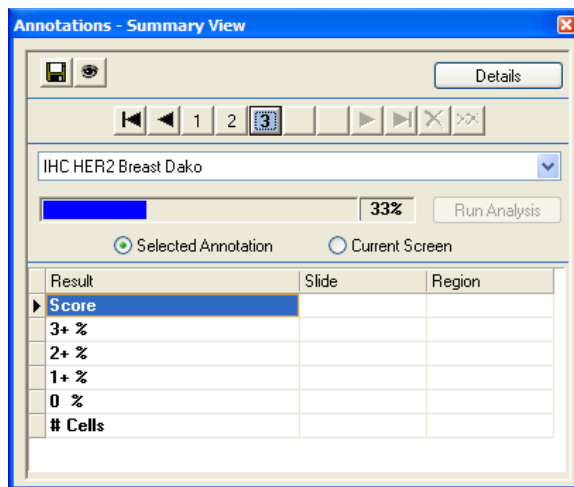 Annotations - Summary View
Details
1 2 3
IHC HER2 Breast Dako
33% Run Analysis
Selected Annotation Current Screen
Result Slide Region
Score
3+ %
2+ %
1+ %
0 %
# Cells